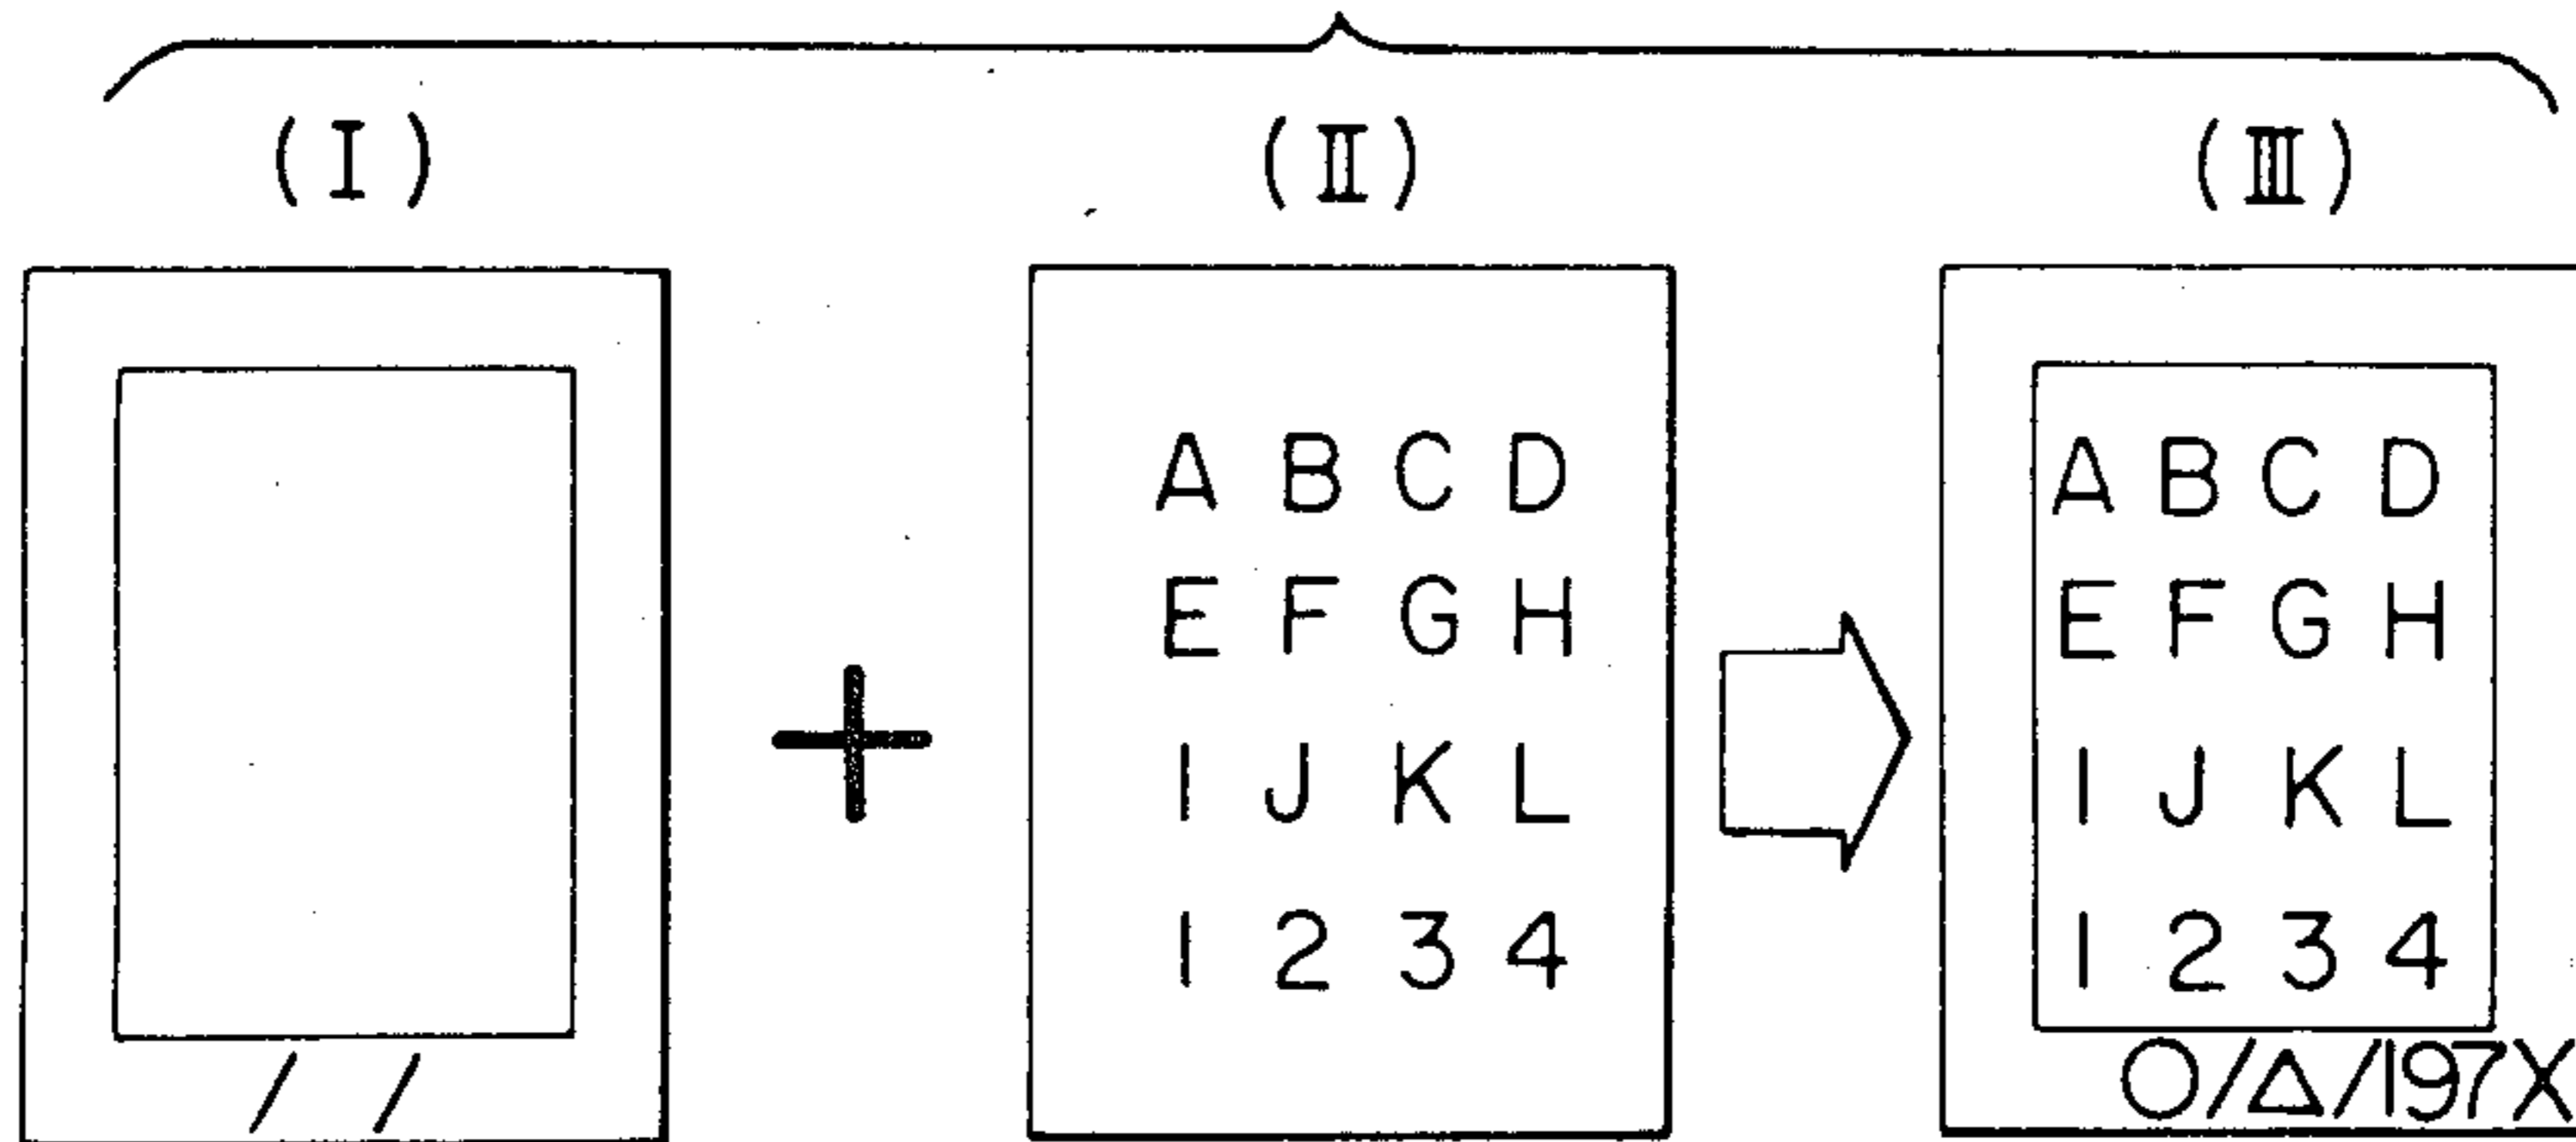 (I) (II) (III)
/ /
+
A B C D
E F G H
I J K L
1 2 3 4
A B C D
E F G H
I J K L
1 2 3 4
○/△/197X